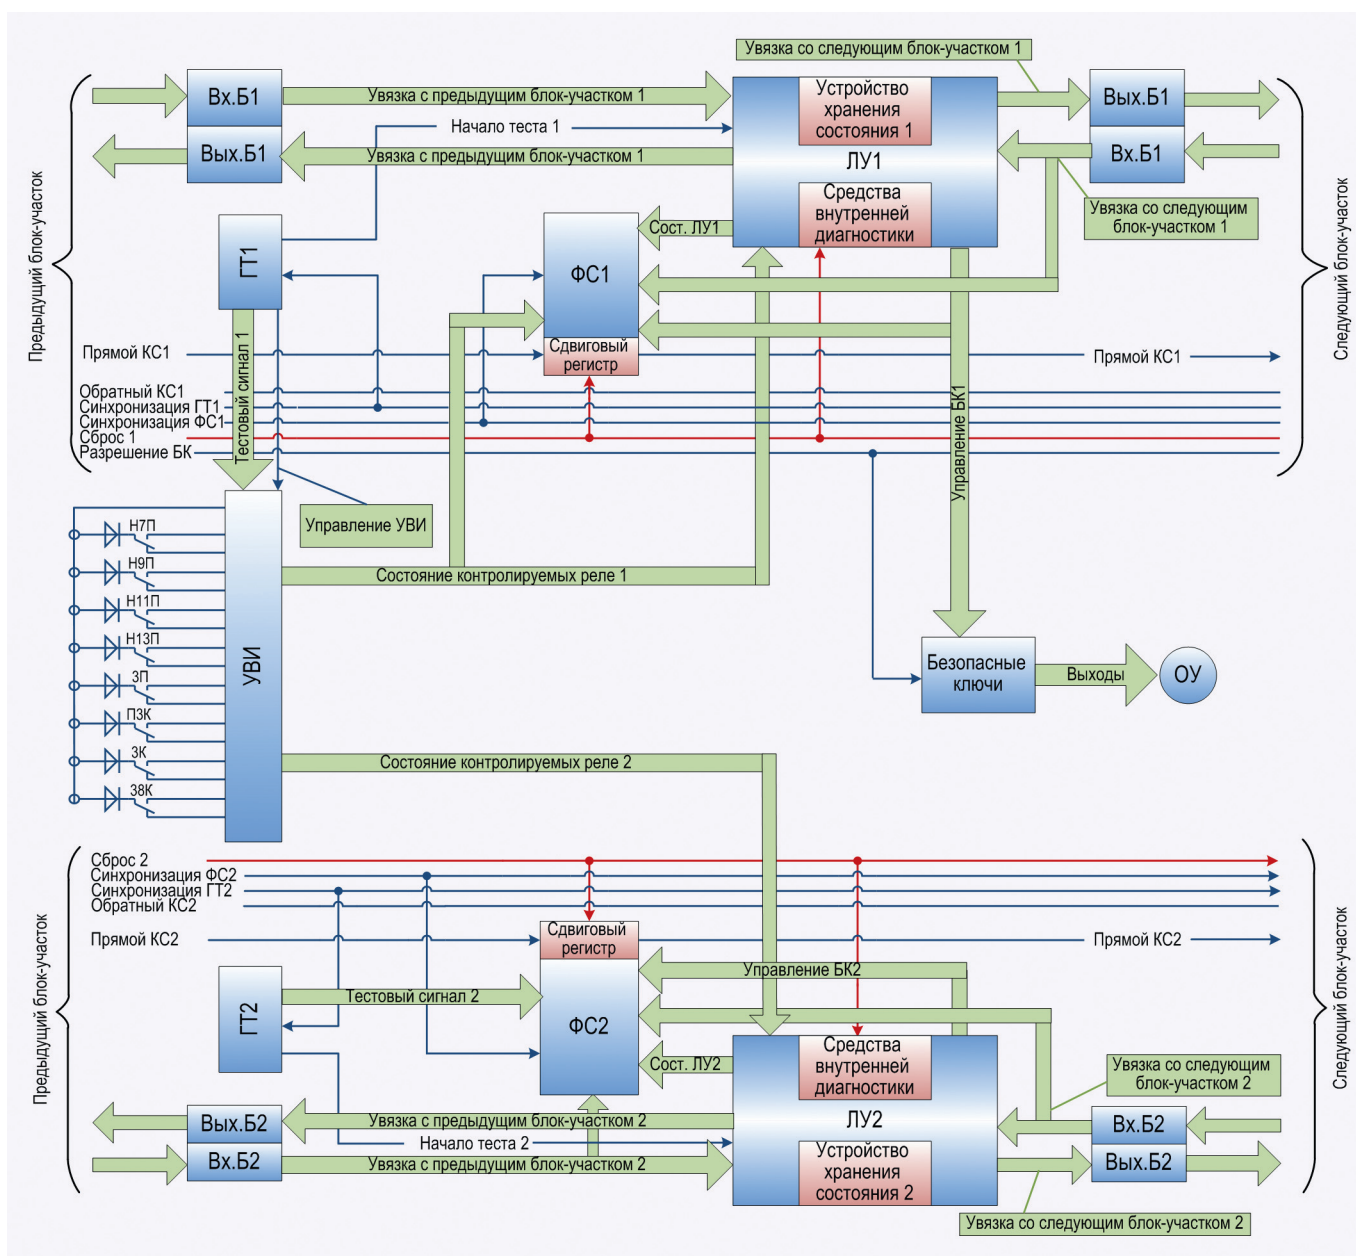 Увязка со следующим блок-участком 1
Вх.Б1
Увязка с предыдущим блок-участком 1
Устройство
хранения
состояния 1
Вых.Б1
Начало теста 1
Вых.Б1
Увязка с предыдущим блок-участком 1
ЛУ1
Вх.Б1
Предыдущий блок-участок
Следующий блок-участок
Средства
внутренней
диагностики
Увязка со следующим
блок-участком 1
Сост. ЛУ1
ГТ1
ФС1
Тестовый сигнал 1
Прямой КС1
Сдвиговый
регистр
Прямой КС1
Обратный КС1
Синхронизация ГТ1
Синхронизация ФС1
Сброс 1
Разрешение БК
Управление БК1
Управление УВИ
Н7П
Н9П
Н11П
Н13П
3П
П3К
3К
38К
УВИ
Состояние контролируемых реле 1
Безопасные
ключи
Выходы
ОУ
Состояние контролируемых реле 2
Сброс 2
Синхронизация ФС2
Синхронизация ГТ2
Обратный КС2
Прямой КС2
Сдвиговый
регистр
Прямой КС2
Предыдущий блок-участок
Следующий блок-участок
Управление БК2
ГТ2
Тестовый сигнал 2
ФС2
Сост. ЛУ2
Средства
внутренней
диагностики
Увязка со следующим
блок-участком 2
Вых.Б2
Увязка с предыдущим блок-участком 2
ЛУ2
Вх.Б2
Начало теста 2
Вх.Б2
Увязка с предыдущим блок-участком 2
Устройство
хранения
состояния 2
Вых.Б2
Увязка со следующим блок-участком 2